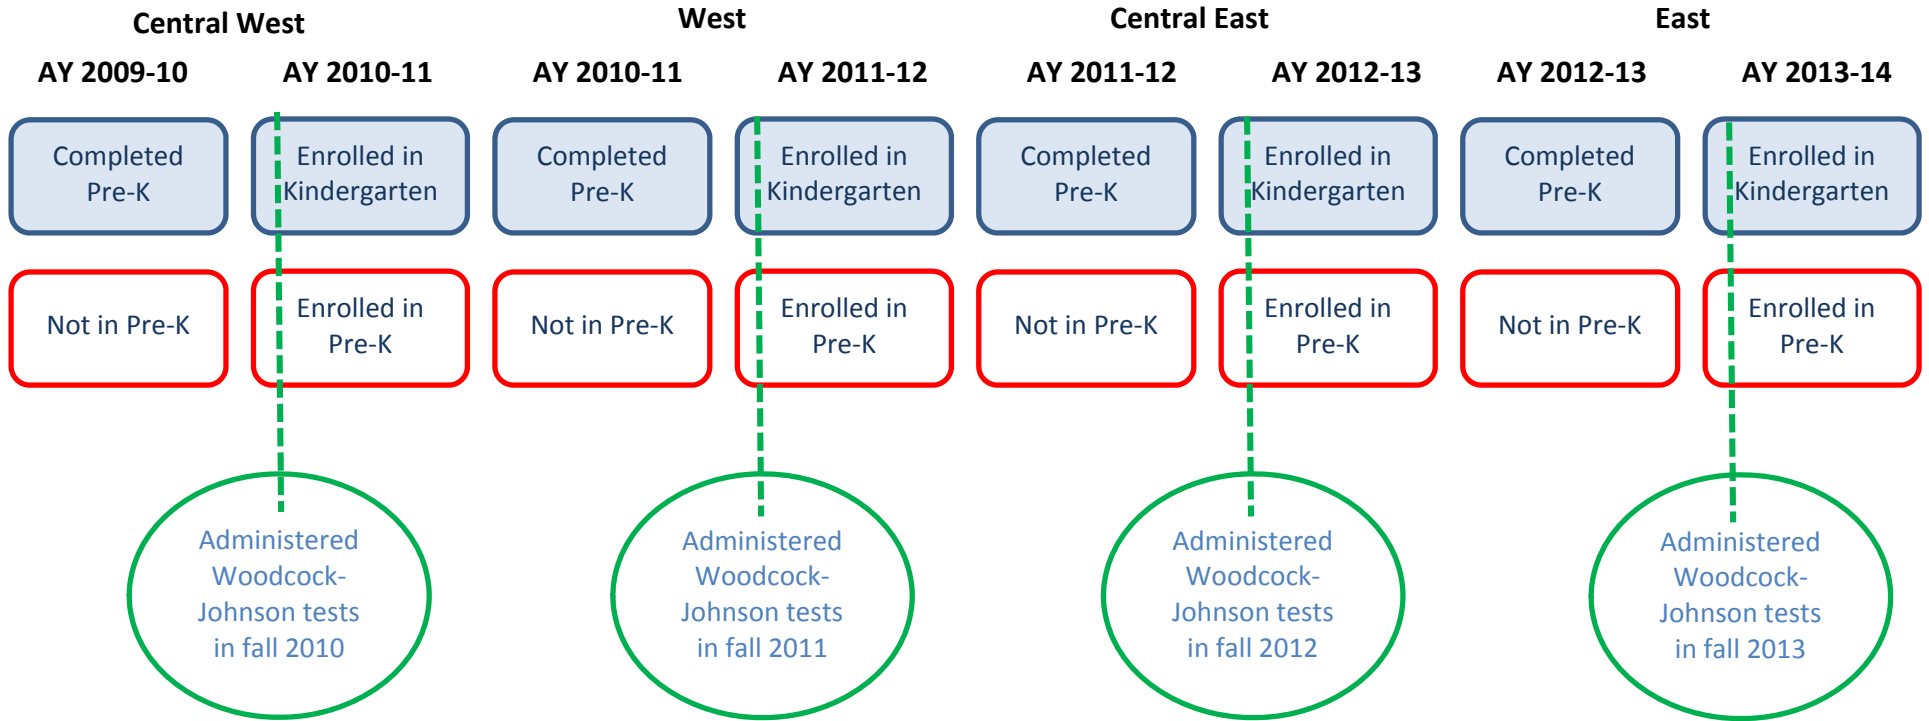 Central West
West
Central East
East
AY 2009-10
AY 2010-11
AY 2010-11
AY 2011-12
AY 2011-12
AY 2012-13
AY 2012-13
AY 2013-14
Completed
Pre-K
Enrolled in
Kindergarten
Completed
Pre-K
Enrolled in
Kindergarten
Completed
Pre-K
Enrolled in
Kindergarten
Completed
Pre-K
Enrolled in
Kindergarten
Not in Pre-K
Enrolled in
Pre-K
Not in Pre-K
Enrolled in
Pre-K
Not in Pre-K
Enrolled in
Pre-K
Not in Pre-K
Enrolled in
Pre-K
Administered
Woodcock-
Johnson tests
in fall 2010
Administered
Woodcock-
Johnson tests
in fall 2011
Administered
Woodcock-
Johnson tests
in fall 2012
Administered
Woodcock-
Johnson tests
in fall 2013